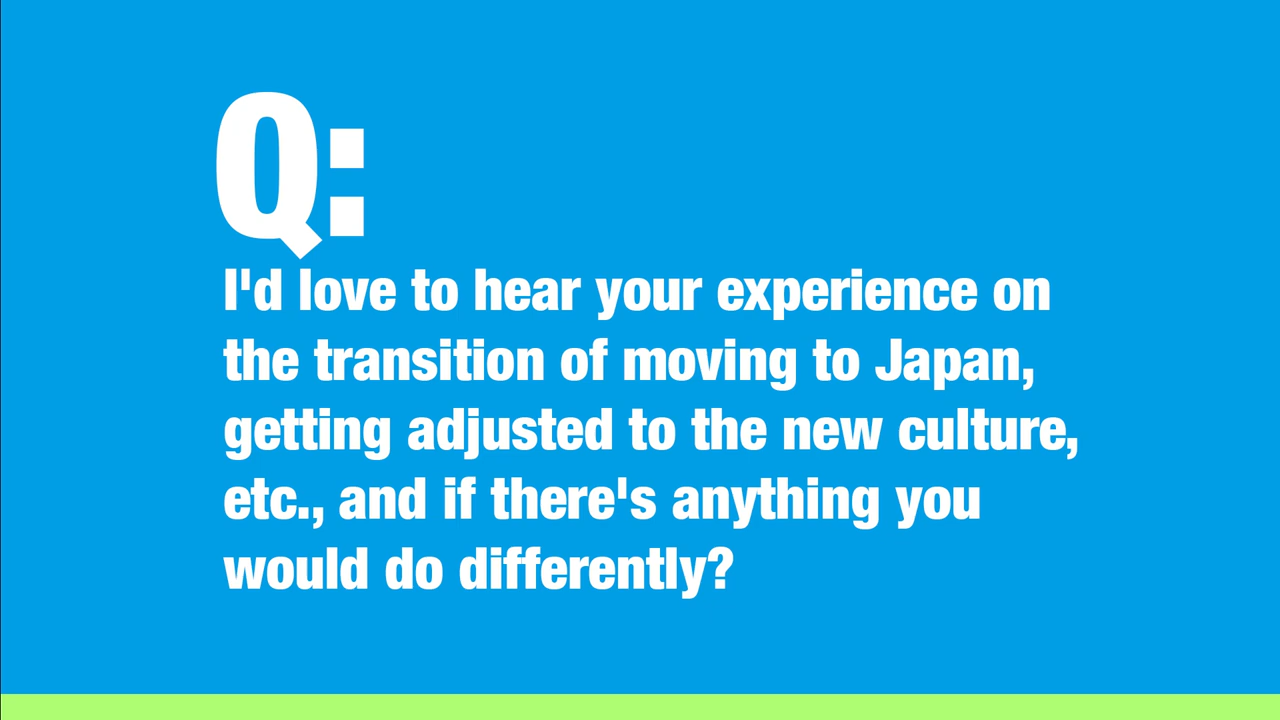 Q:
I'd love to hear your experience on
the transition of moving to Japan,
getting adjusted to the new culture,
etc., and if there's anything you
would do differently?